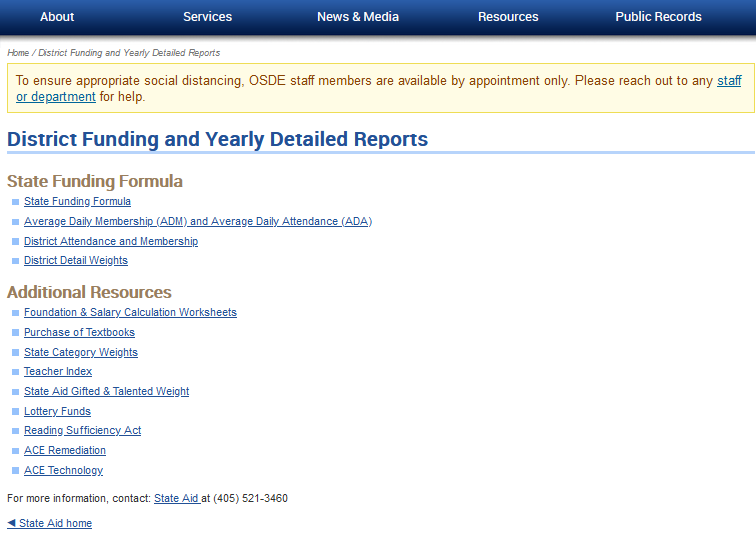 About Services News & Media Resources Public Records
Home / District Funding and Yearly Detailed Reports
To ensure appropriate social distancing, OSDE staff members are available by appointment only. Please reach out to any staff
or department for help.
District Funding and Yearly Detailed Reports
State Funding Formula
State Funding Formula
Average Daily Membership (ADM) and Average Daily Attendance (ADA)
District Attendance and Membership
District Detail Weights
Additional Resources
Foundation & Salary Calculation Worksheets
Purchase of Textbooks
State Category Weights
Teacher Index
State Aid Gifted & Talented Weight
Lottery Funds
Reading Sufficiency Act
ACE Remediation
ACE Technology
For more information, contact: State Aid at (405) 521-3460
State Aid home